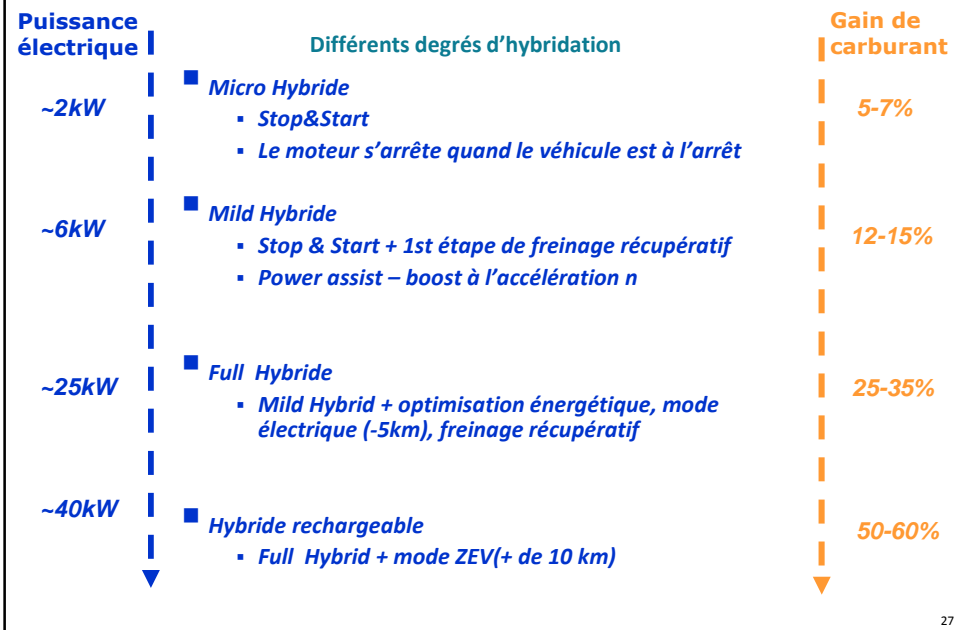 Puissance
électrique
Différents degrés d’hybridation
Gain de
carburant
~2kW
▪ Micro Hybride
▪ Stop&Start
▪ Le moteur s’arrête quand le véhicule est à l’arrêt
5-7%
~6kW
▪ Mild Hybride
▪ Stop & Start + 1st étape de freinage récupératif
▪ Power assist – boost à l’accélération n
12-15%
~25kW
▪ Full  Hybride
▪ Mild Hybrid + optimisation énergétique, mode
électrique (-5km), freinage récupératif
25-35%
~40kW
▪ Hybride rechargeable
▪ Full  Hybrid + mode ZEV(+ de 10 km)
50-60%
27